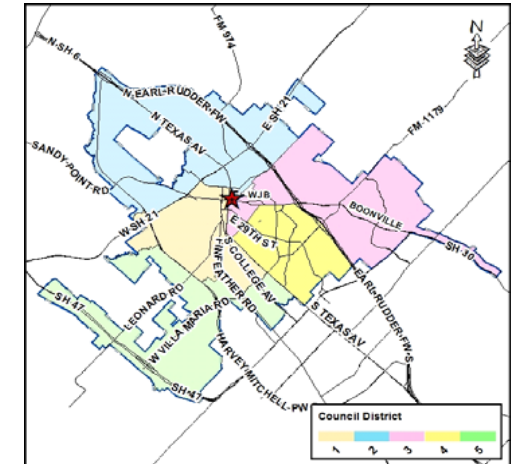 N
N-SH-6
FM 974
N-EARL-RUDDER-FW
E SH-21
N TEXAS AV
FM-1179
SANDY-POINT-RD
W-SH-21
WJB
BOONVILLE
SH-30
E-29TH-ST
S COLLEGE-AV
FINFEATHER-RD
EARL-RUDDER-FW-S
S TEXAS AV
LEONARD RD
W VILLA MARIA RD
SH 47
SH-47
HARVEY MITCHELL-PW
Council District
1
2
3
4
5